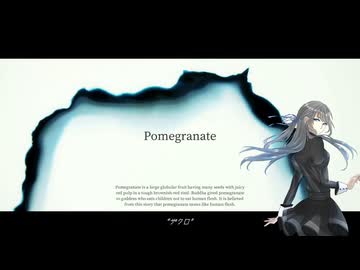 Pomegranate
Pomegranate is a large globular fruit having many seeds with juicy
red pulp in a tough brownish-red rind. Buddha gived pomegranate
to goddess who eats children not to eat human flesh. It is believed
from this story that pomegranate tastes like human flesh.
"ザクロ"